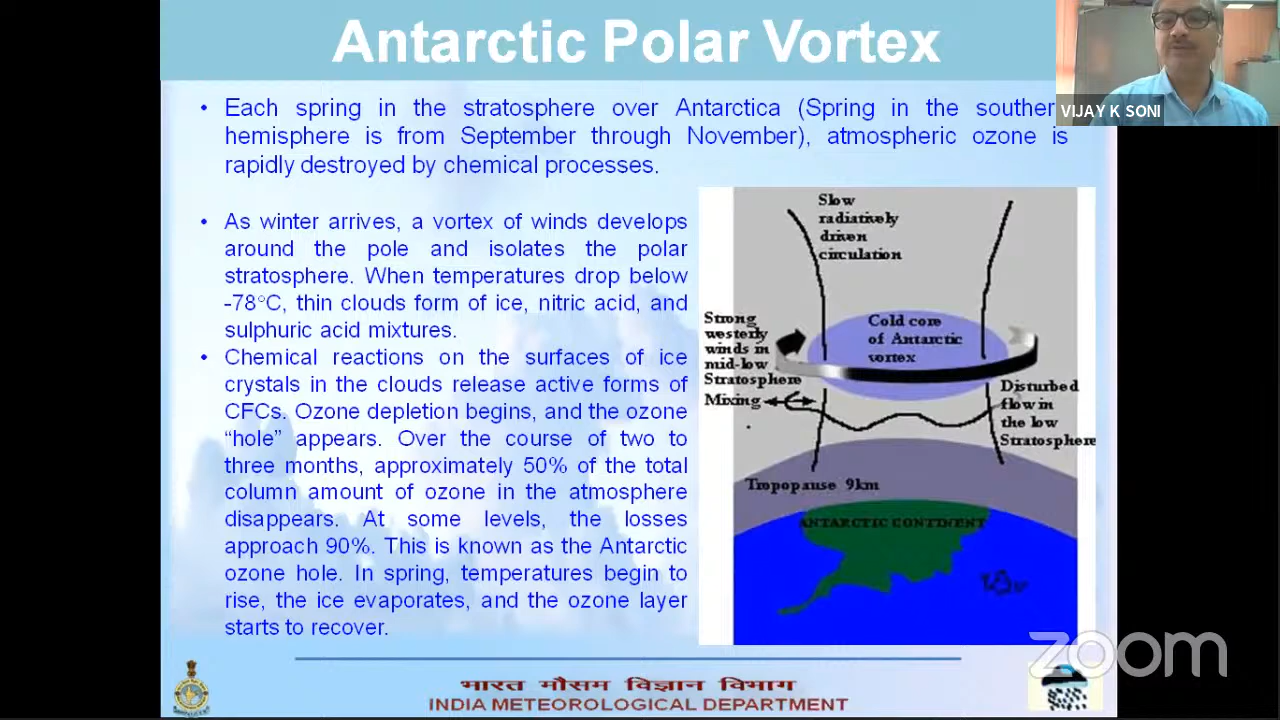 Antarctic Polar Vortex
• Each spring in the stratosphere over Antarctica (Spring in the southern
hemisphere is from September through November), atmospheric ozone is
rapidly destroyed by chemical processes.
• As winter arrives, a vortex of winds develops
around the pole and isolates the polar
stratosphere. When temperatures drop below
-78°C, thin clouds form of ice, nitric acid, and
sulphuric acid mixtures.
• Chemical reactions on the surfaces of ice
crystals in the clouds release active forms of
CFCs. Ozone depletion begins, and the ozone
“hole” appears. Over the course of two to
three months, approximately 50% of the total
column amount of ozone in the atmosphere
disappears. At some levels, the losses
approach 90%. This is known as the Antarctic
ozone hole. In spring, temperatures begin to
rise, the ice evaporates, and the ozone layer
starts to recover.
Slow
radiatively
driven
circulation
Strong
westerly
winds in
mid-low
Stratosphere
Mixing
Cold core
of Antarctic
vortex
Disturbed
flow in
the low
Stratosphere
Tropopause 9km
ANTARCTIC CONTINENT
VIJAY K SONI
भारत मौसम विज्ञान विभाग
INDIA METEOROLOGICAL DEPARTMENT
zoom